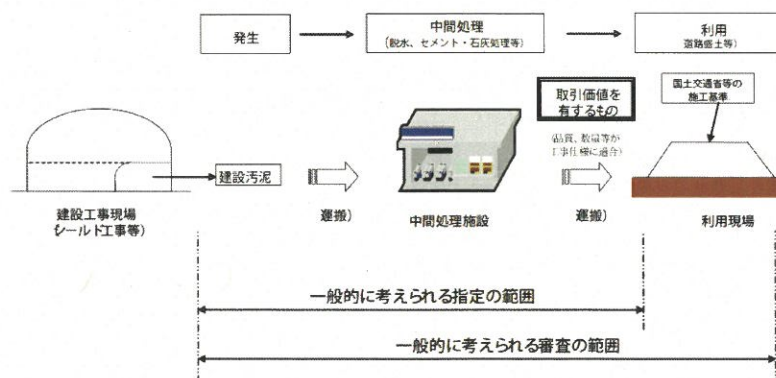 発生
中間処理
(脱水、セメント・石灰処理等)
利用
道路盛土等)
取引価値を
有するもの
(品質、数量等が
工事仕様に適合)
国土交通省等の
施工基準
建設汚泥
建設工事現場
(シールド工事等)
運搬)
中間処理施設
運搬)
利用現場
一般的に考えられる指定の範囲
一般的に考えられる審査の範囲